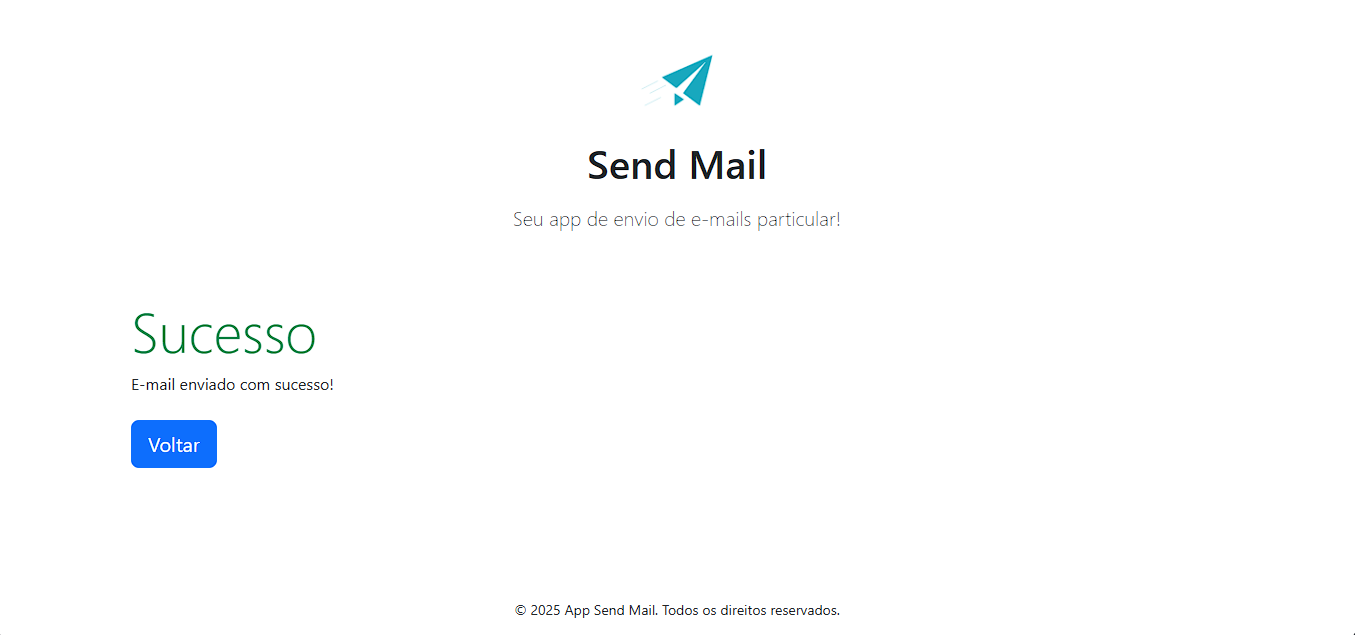 Send Mail
Seu app de envio de e-mails particular!
Sucesso
E-mail enviado com sucesso!
Voltar
© 2025 App Send Mail. Todos os direitos reservados.